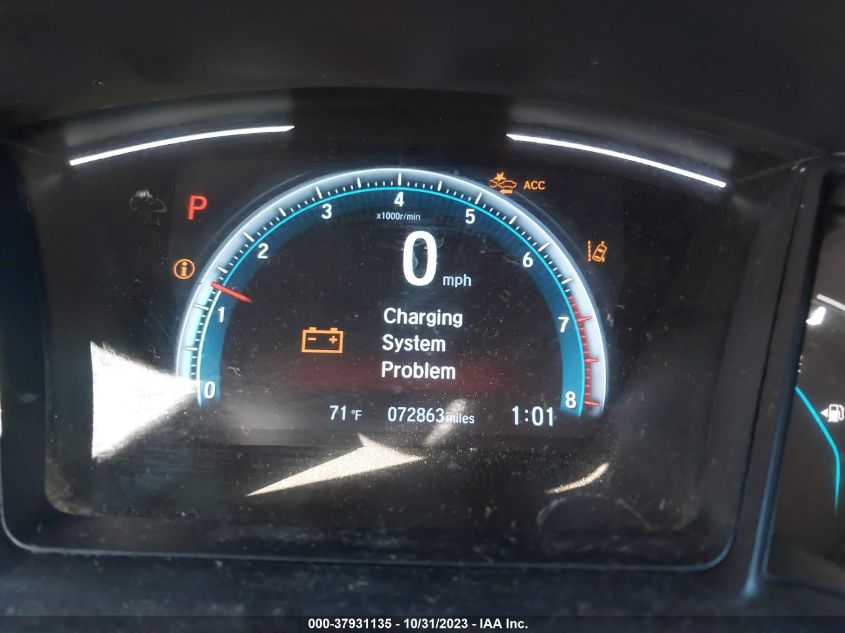 P
ACC
0
1
2
3
4
5
6
7
8
x1000r/min
0 mph
Charging
System
Problem
71 °F 072863 miles 1:01
000-37931135 - 10/31/2023 - IAA Inc.